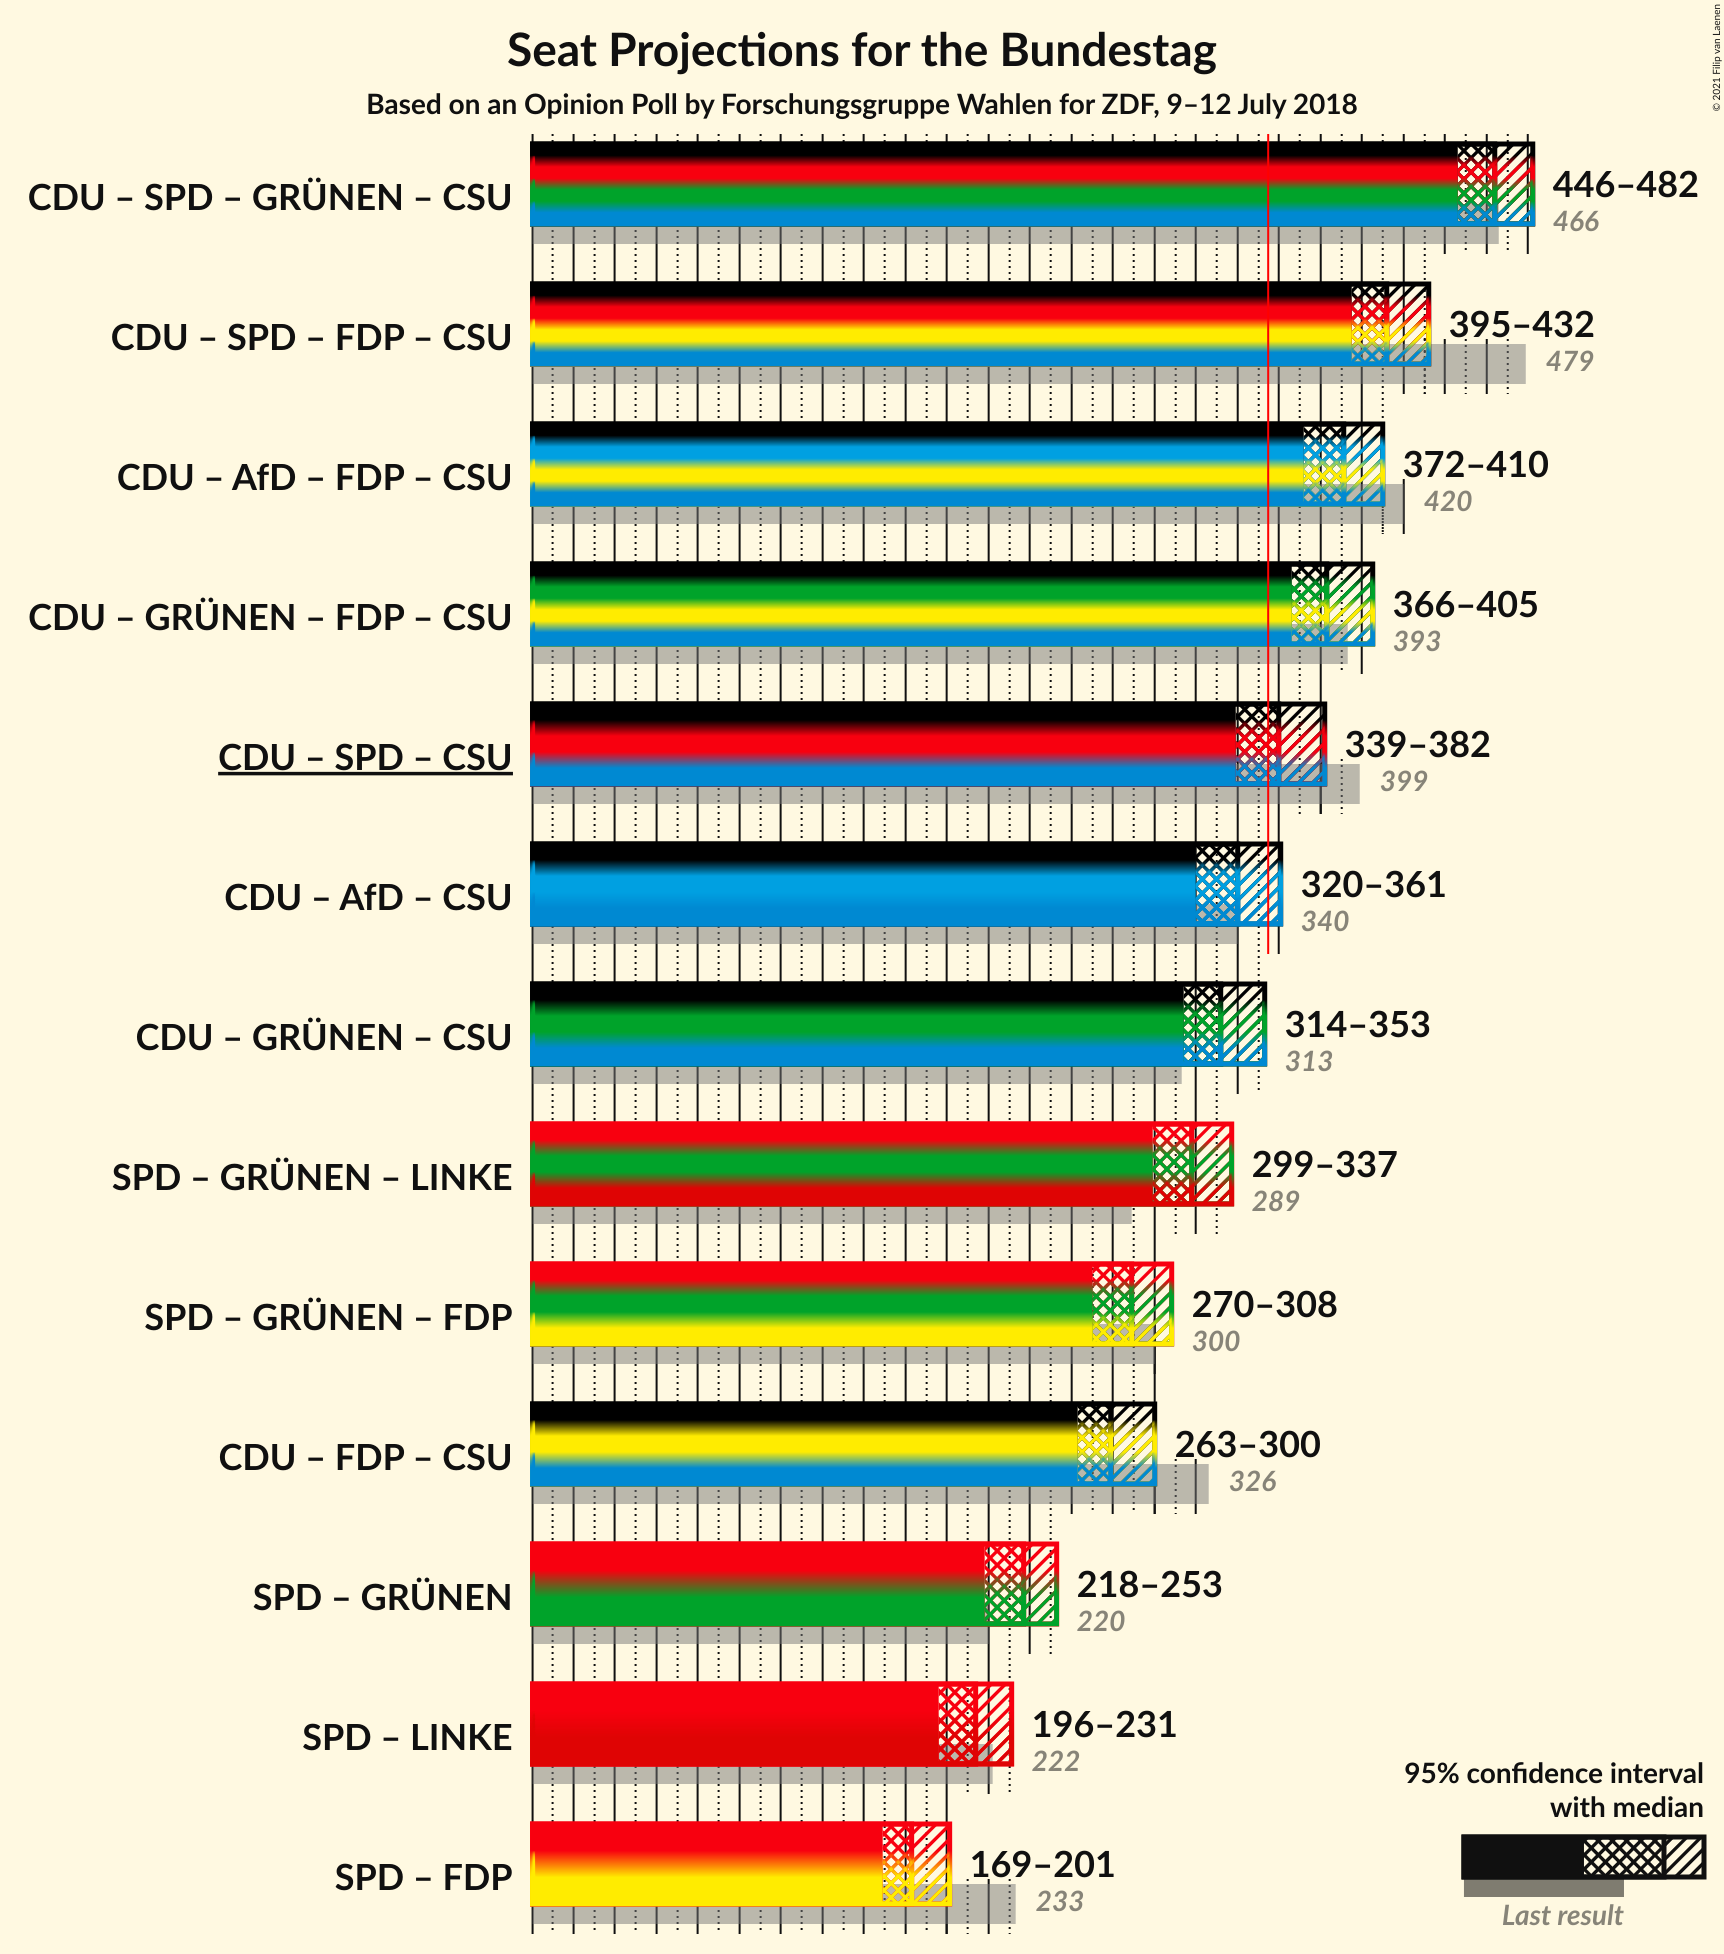 Seat Projections for the Bundestag
Based on an Opinion Poll by Forschungsgruppe Wahlen for ZDF, 9–12 July 2018
© 2021 Filip van Laenen
CDU – SPD – GRÜNEN – CSU
446–482
466
CDU – SPD – FDP – CSU
395–432
479
CDU – AfD – FDP – CSU
372–410
420
CDU – GRÜNEN – FDP – CSU
366–405
393
CDU – SPD – CSU
339–382
399
CDU – AfD – CSU
320–361
340
CDU – GRÜNEN – CSU
314–353
313
SPD – GRÜNEN – LINKE
299–337
289
SPD – GRÜNEN – FDP
270–308
300
CDU – FDP – CSU
263–300
326
SPD – GRÜNEN
218–253
220
SPD – LINKE
196–231
222
SPD – FDP
169–201
233
95% confidence interval
with median
Last result